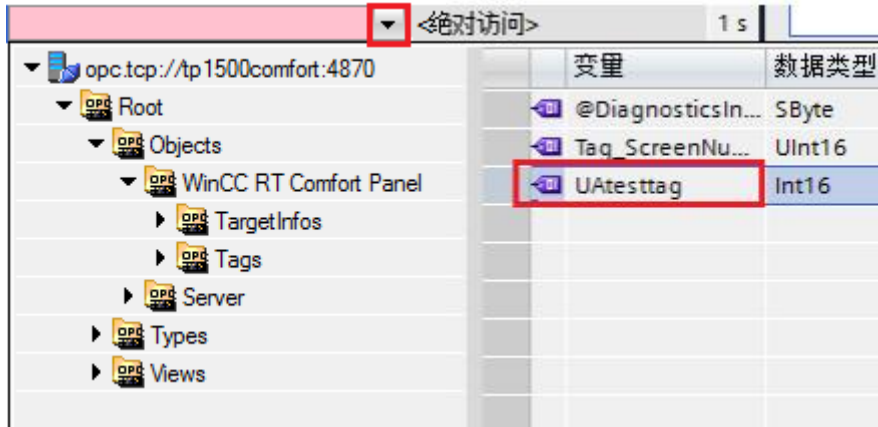 <绝对访问> 1 s
opc.tcp://tp1500comfort:4870
Root
Objects
WinCC RT Comfort Panel
TargetInfos
Tags
Server
Types
Views
变量 数据类型
@DiagnosticsIn... SByte
Tag_ScreenNu... UInt16
UAtesttag Int16